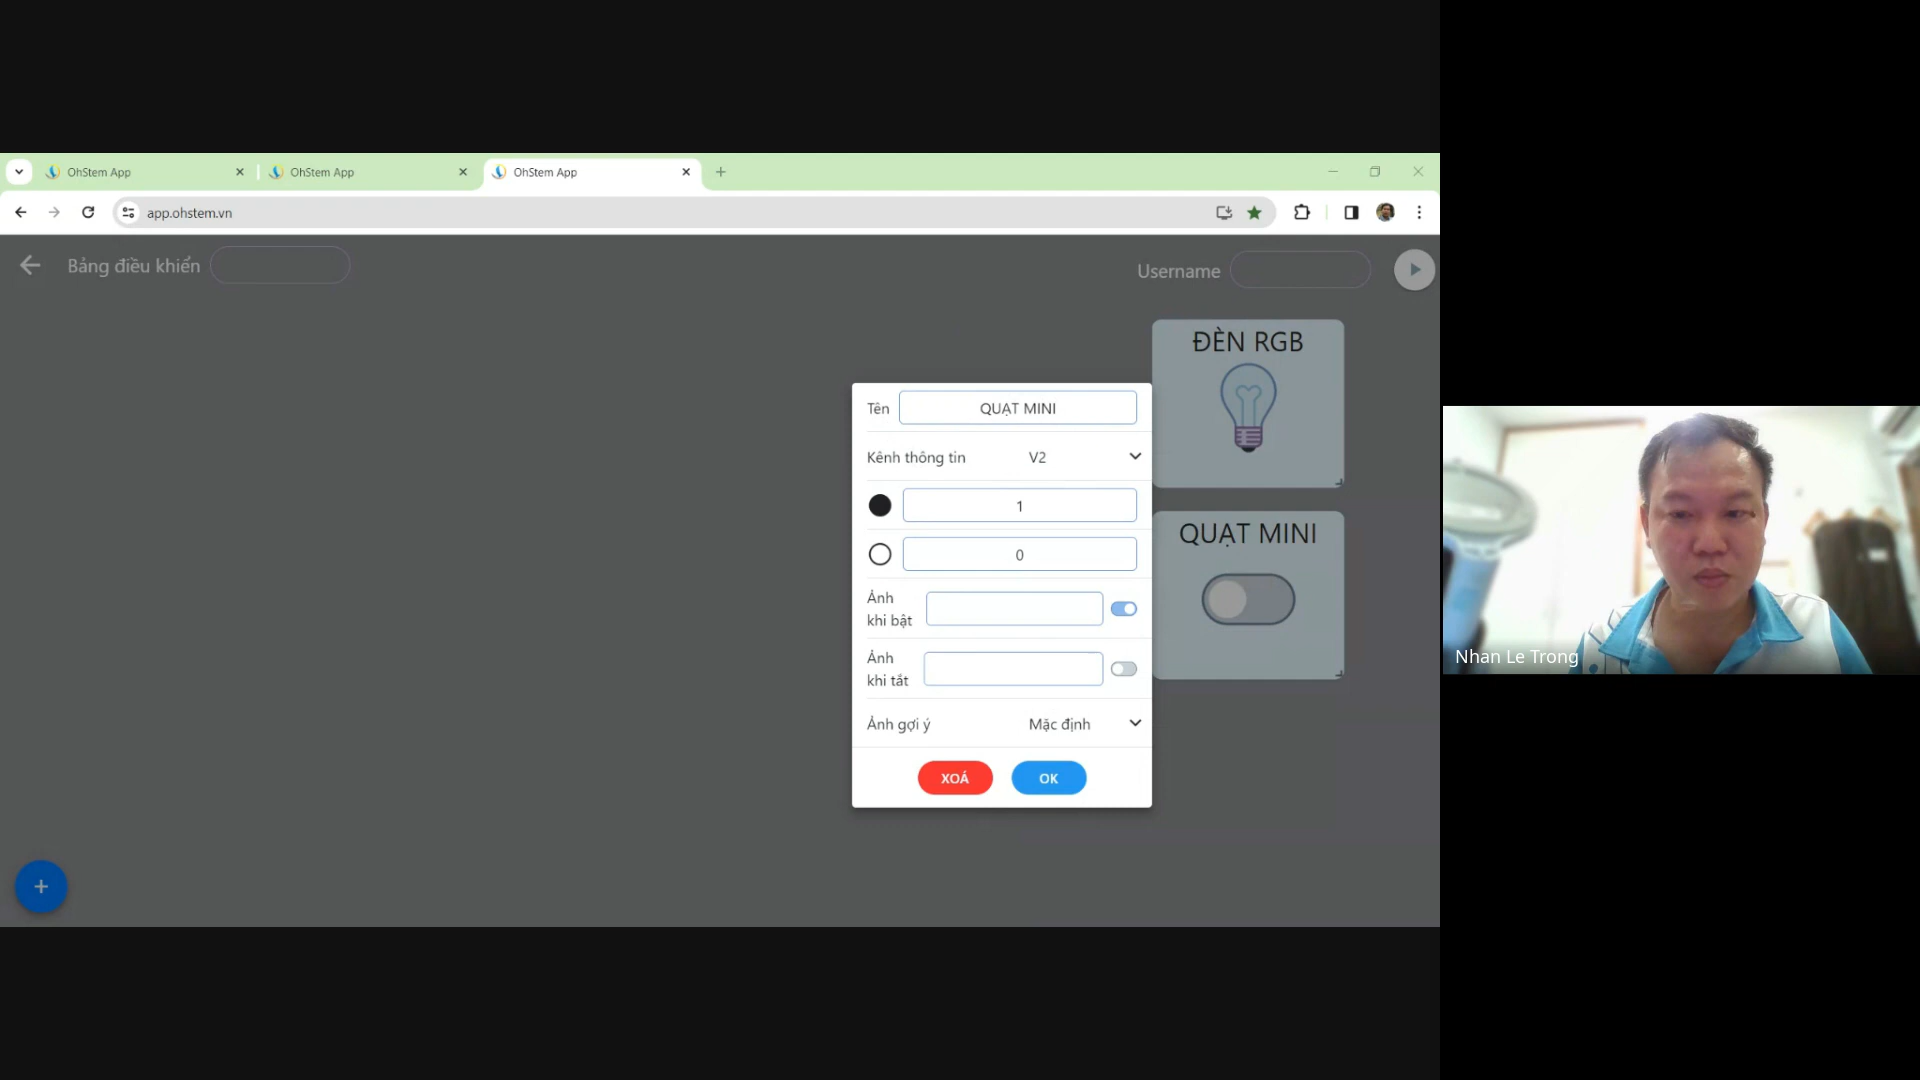 OhStem App
OhStem App
OhStem App
app.ohstem.vn
Bảng điều khiển
Username
ĐÈN RGB
Tên
QUẠT MINI
Kênh thông tin
V2
1
0
Ảnh
khi bật
Ảnh
khi tắt
Ảnh gợi ý
Mặc định
XOÁ
OK
QUẠT MINI
Nhan Le Trong